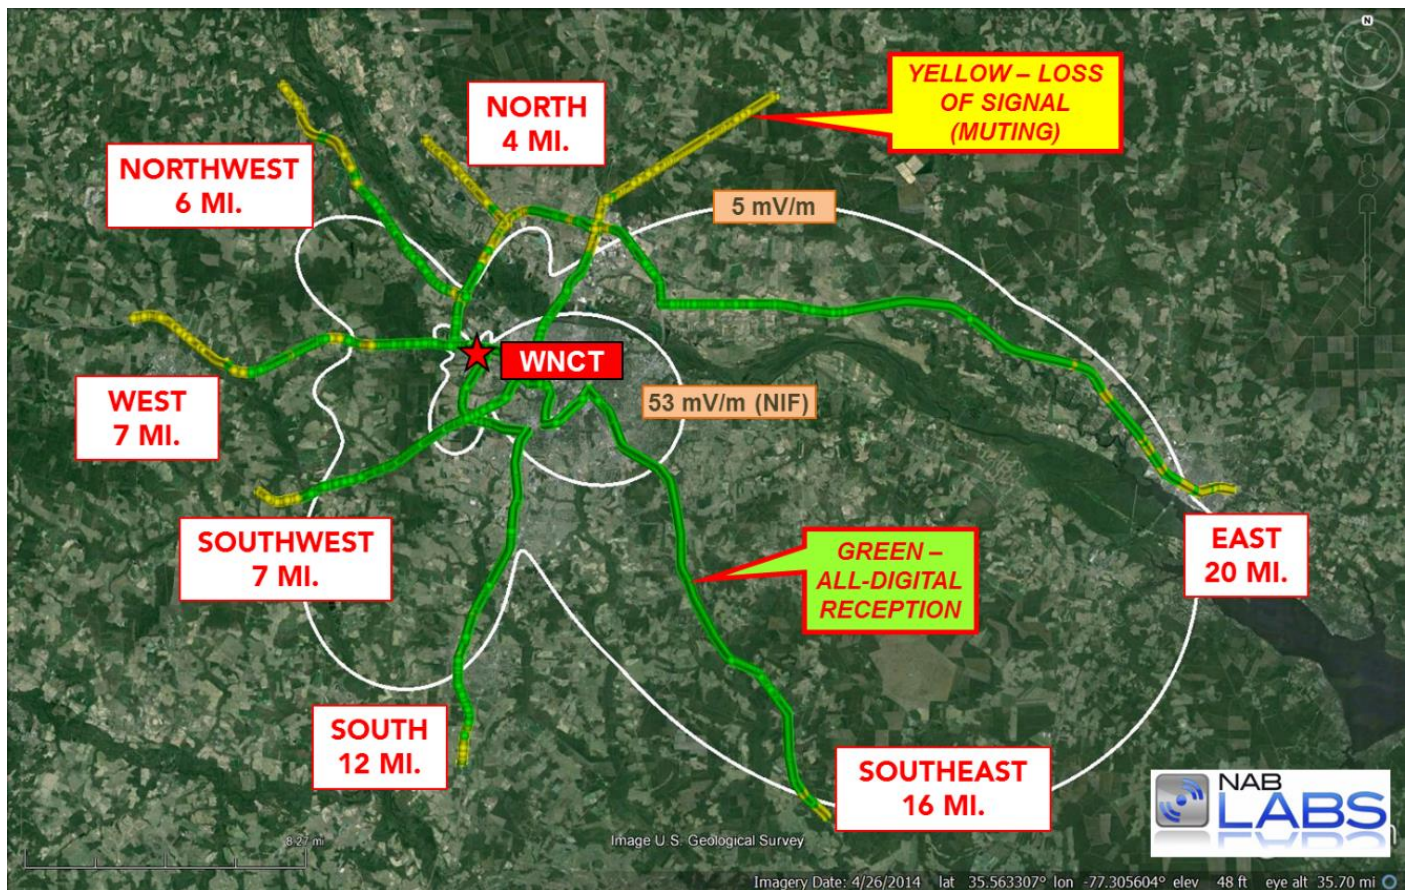 N
YELLOW – LOSS
OF SIGNAL
(MUTING)
NORTH
4 MI.
NORTHWEST
6 MI.
5 mV/m
WNCT
53 mV/m (NIF)
WEST
7 MI.
SOUTHWEST
7 MI.
GREEN –
ALL-DIGITAL
RECEPTION
EAST
20 MI.
SOUTH
12 MI.
SOUTHEAST
16 MI.
NAB
LABS
8.27 mi
Image U.S. Geological Survey
Imagery Date: 4/26/2014 lat 35.563307° lon -77.305604° elev 48 ft eye alt 35.70 mi